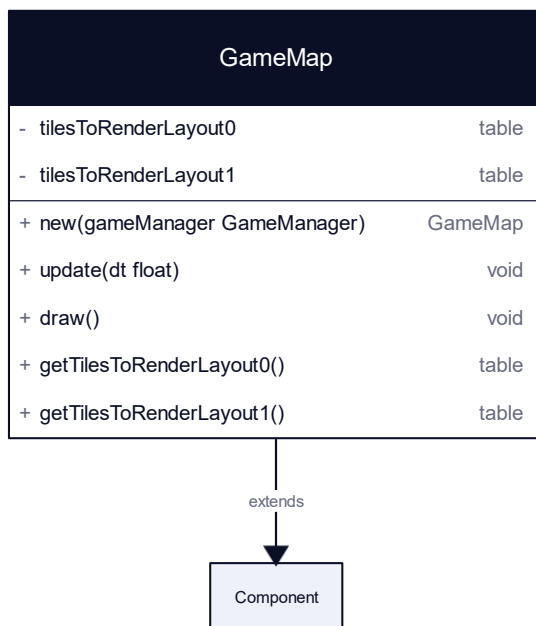 GameMap
- tilesToRenderLayout0 table
- tilesToRenderLayout1 table
+ new(gameManager GameManager) GameMap
+ update(dt float) void
+ draw() void
+ getTilesToRenderLayout0() table
+ getTilesToRenderLayout1() table
extends
Component